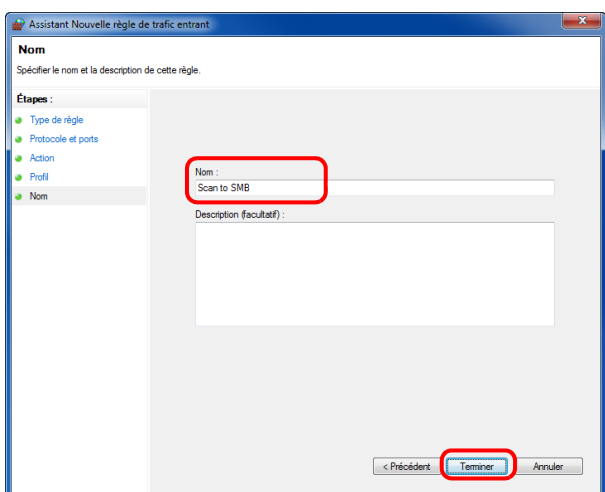 Assistant Nouvelle règle de trafic entrant
Nom
Spécifier le nom et la description de cette règle.
Étapes :
Type de règle
Protocole et ports
Action
Profil
Nom
Nom :
Scan to SMB
Description (facultatif) :
< Précédent Terminer Annuler